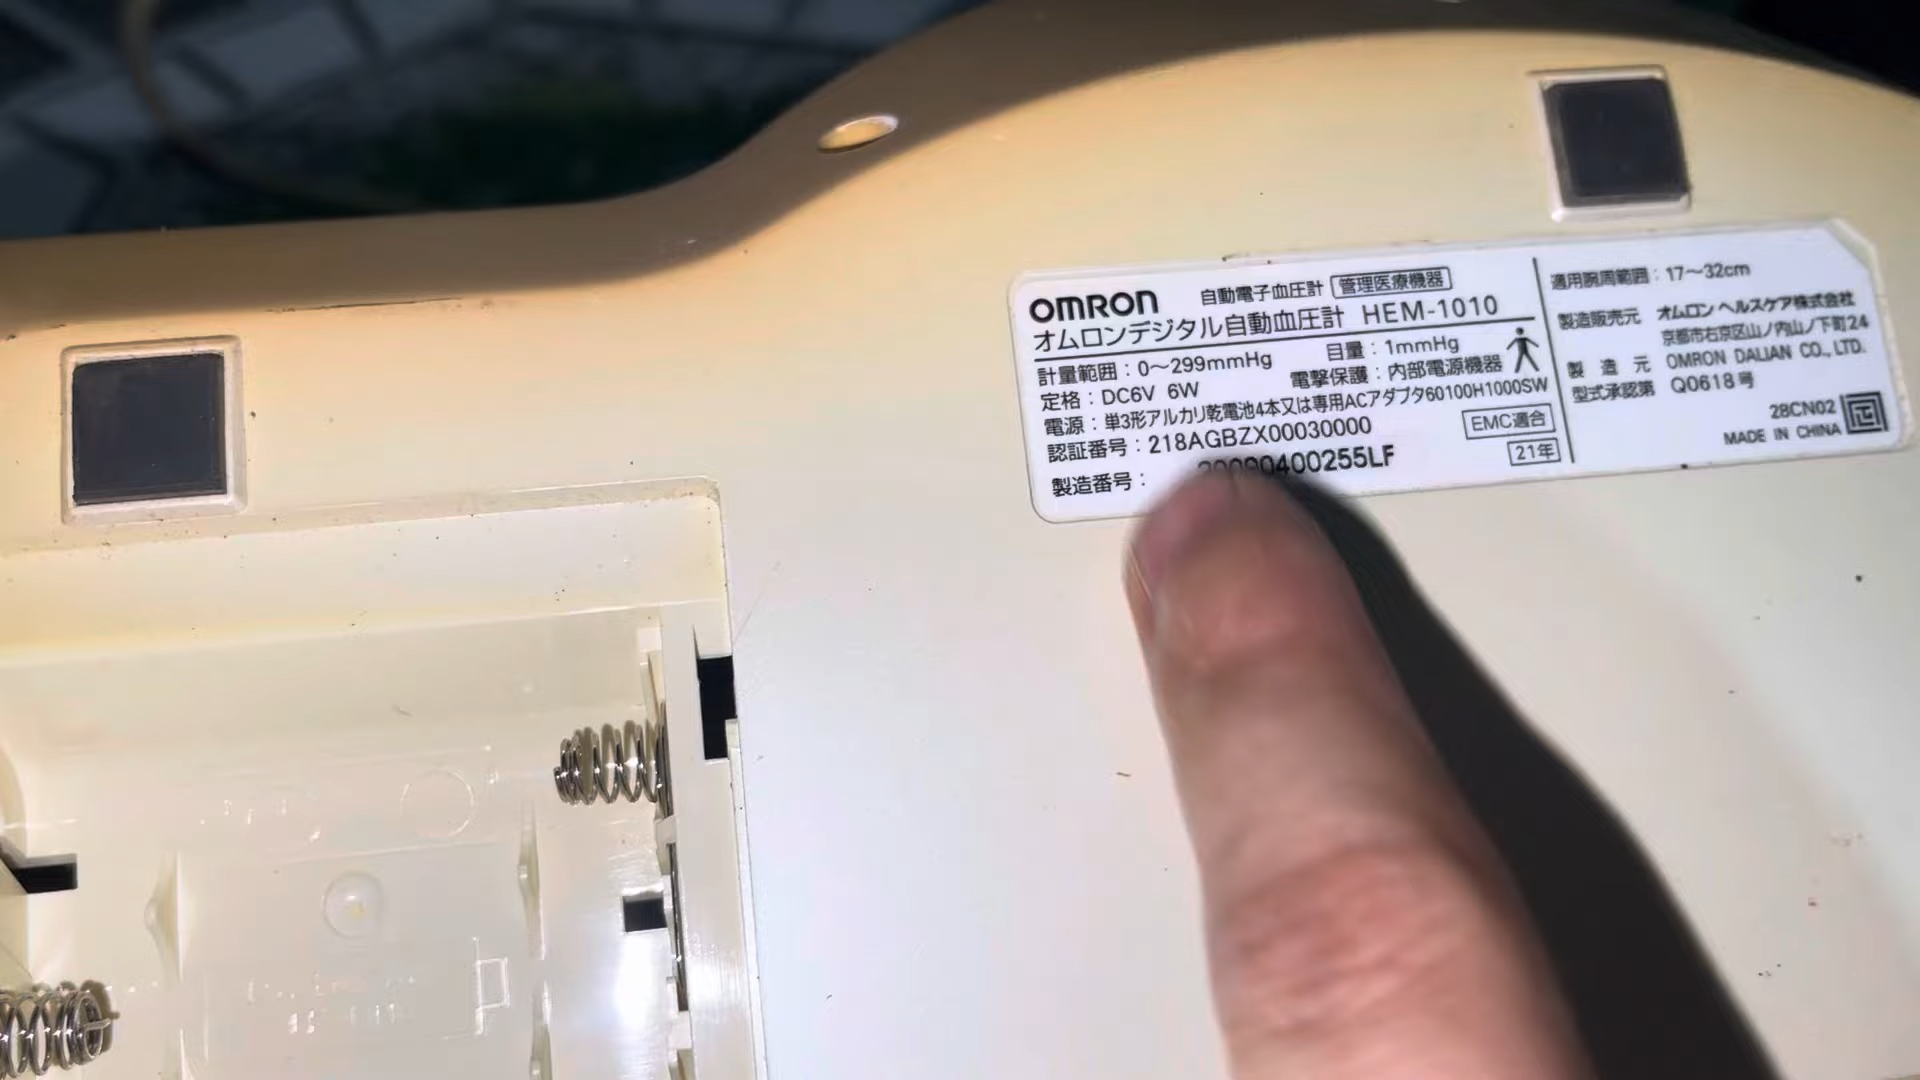 OMRON 自動電子血圧計 管理医療機器
オムロンデジタル自動血圧計 HEM-1010
計量範囲：0〜299mmHg 目量：1mmHg
定格：DC6V 6W 電撃保護：内部電源機器
電源：単3形アルカリ乾電池4本又は専用ACアダプタ60100H1000SW
認証番号：218AGBZX00030000 EMC適合
製造番号： 20090400255LF 21年
適用腕周範囲：17〜32cm
製造販売元 オムロン ヘルスケア株式会社
京都市右京区山ノ内山ノ下町24
製造元 OMRON DALIAN CO., LTD.
型式承認第 Q0618号
28CN02
MADE IN CHINA